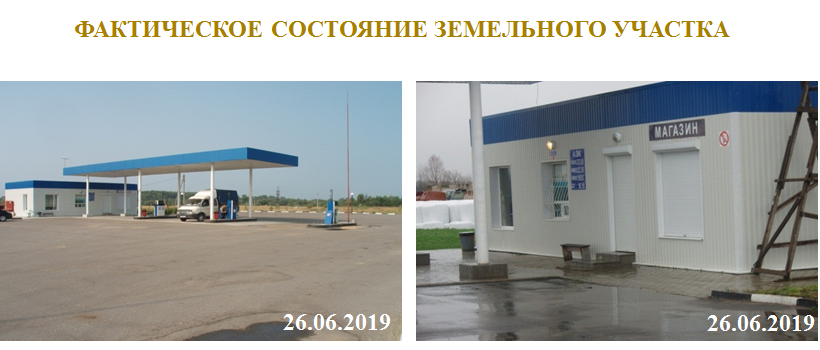 ФАКТИЧЕСКОЕ СОСТОЯНИЕ ЗЕМЕЛЬНОГО УЧАСТКА
МАГАЗИН
26.06.2019
26.06.2019